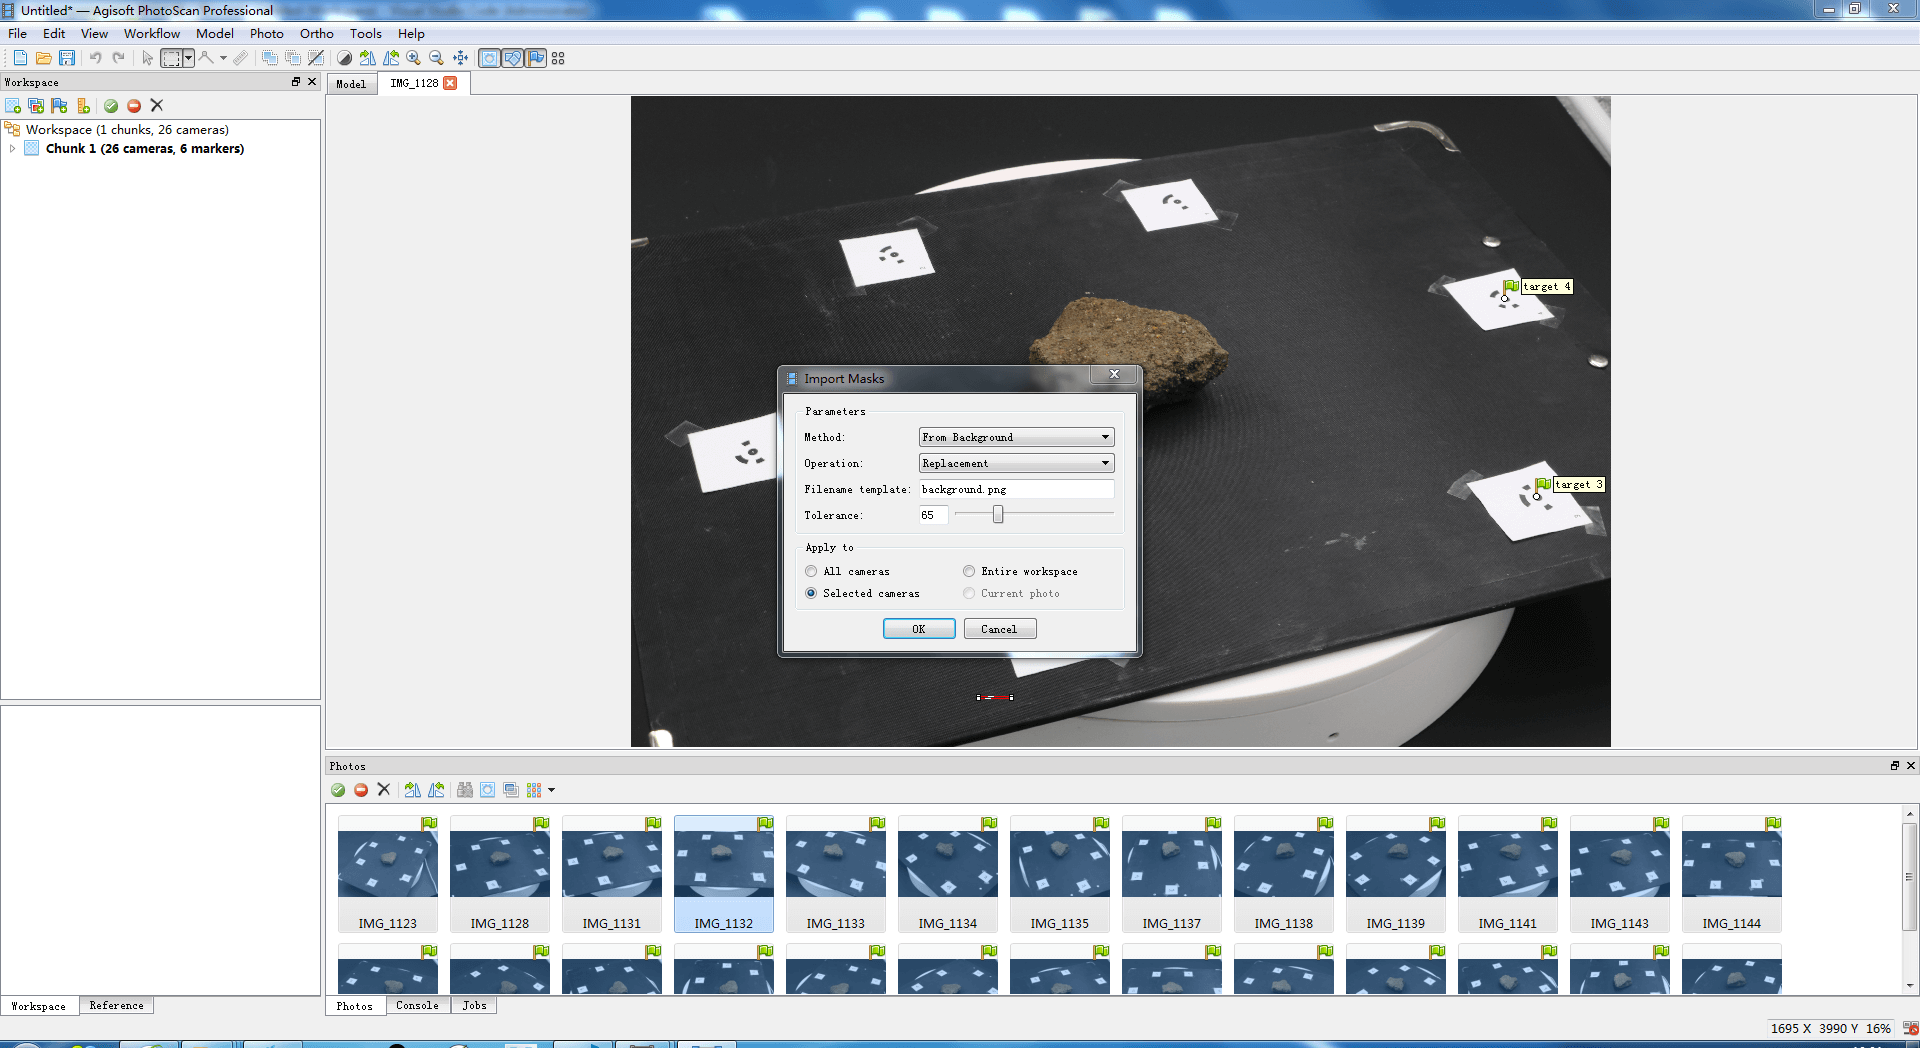 Untitled* — Agisoft PhotoScan Professional
File Edit View Workflow Model Photo Ortho Tools Help
Workspace
Model IMG_1128
Workspace (1 chunks, 26 cameras)
Chunk 1 (26 cameras, 6 markers)
target 4
target 3
Import Masks
Parameters
Method: From Background
Operation: Replacement
Filename template: background.png
Tolerance: 65
Apply to
All cameras Entire workspace
Selected cameras Current photo
OK Cancel
Photos
IMG_1123 IMG_1128 IMG_1131 IMG_1132 IMG_1133 IMG_1134 IMG_1135 IMG_1137 IMG_1138 IMG_1139 IMG_1141 IMG_1143 IMG_1144
Workspace Reference
Photos Console Jobs
1695 X 3990 Y 16%